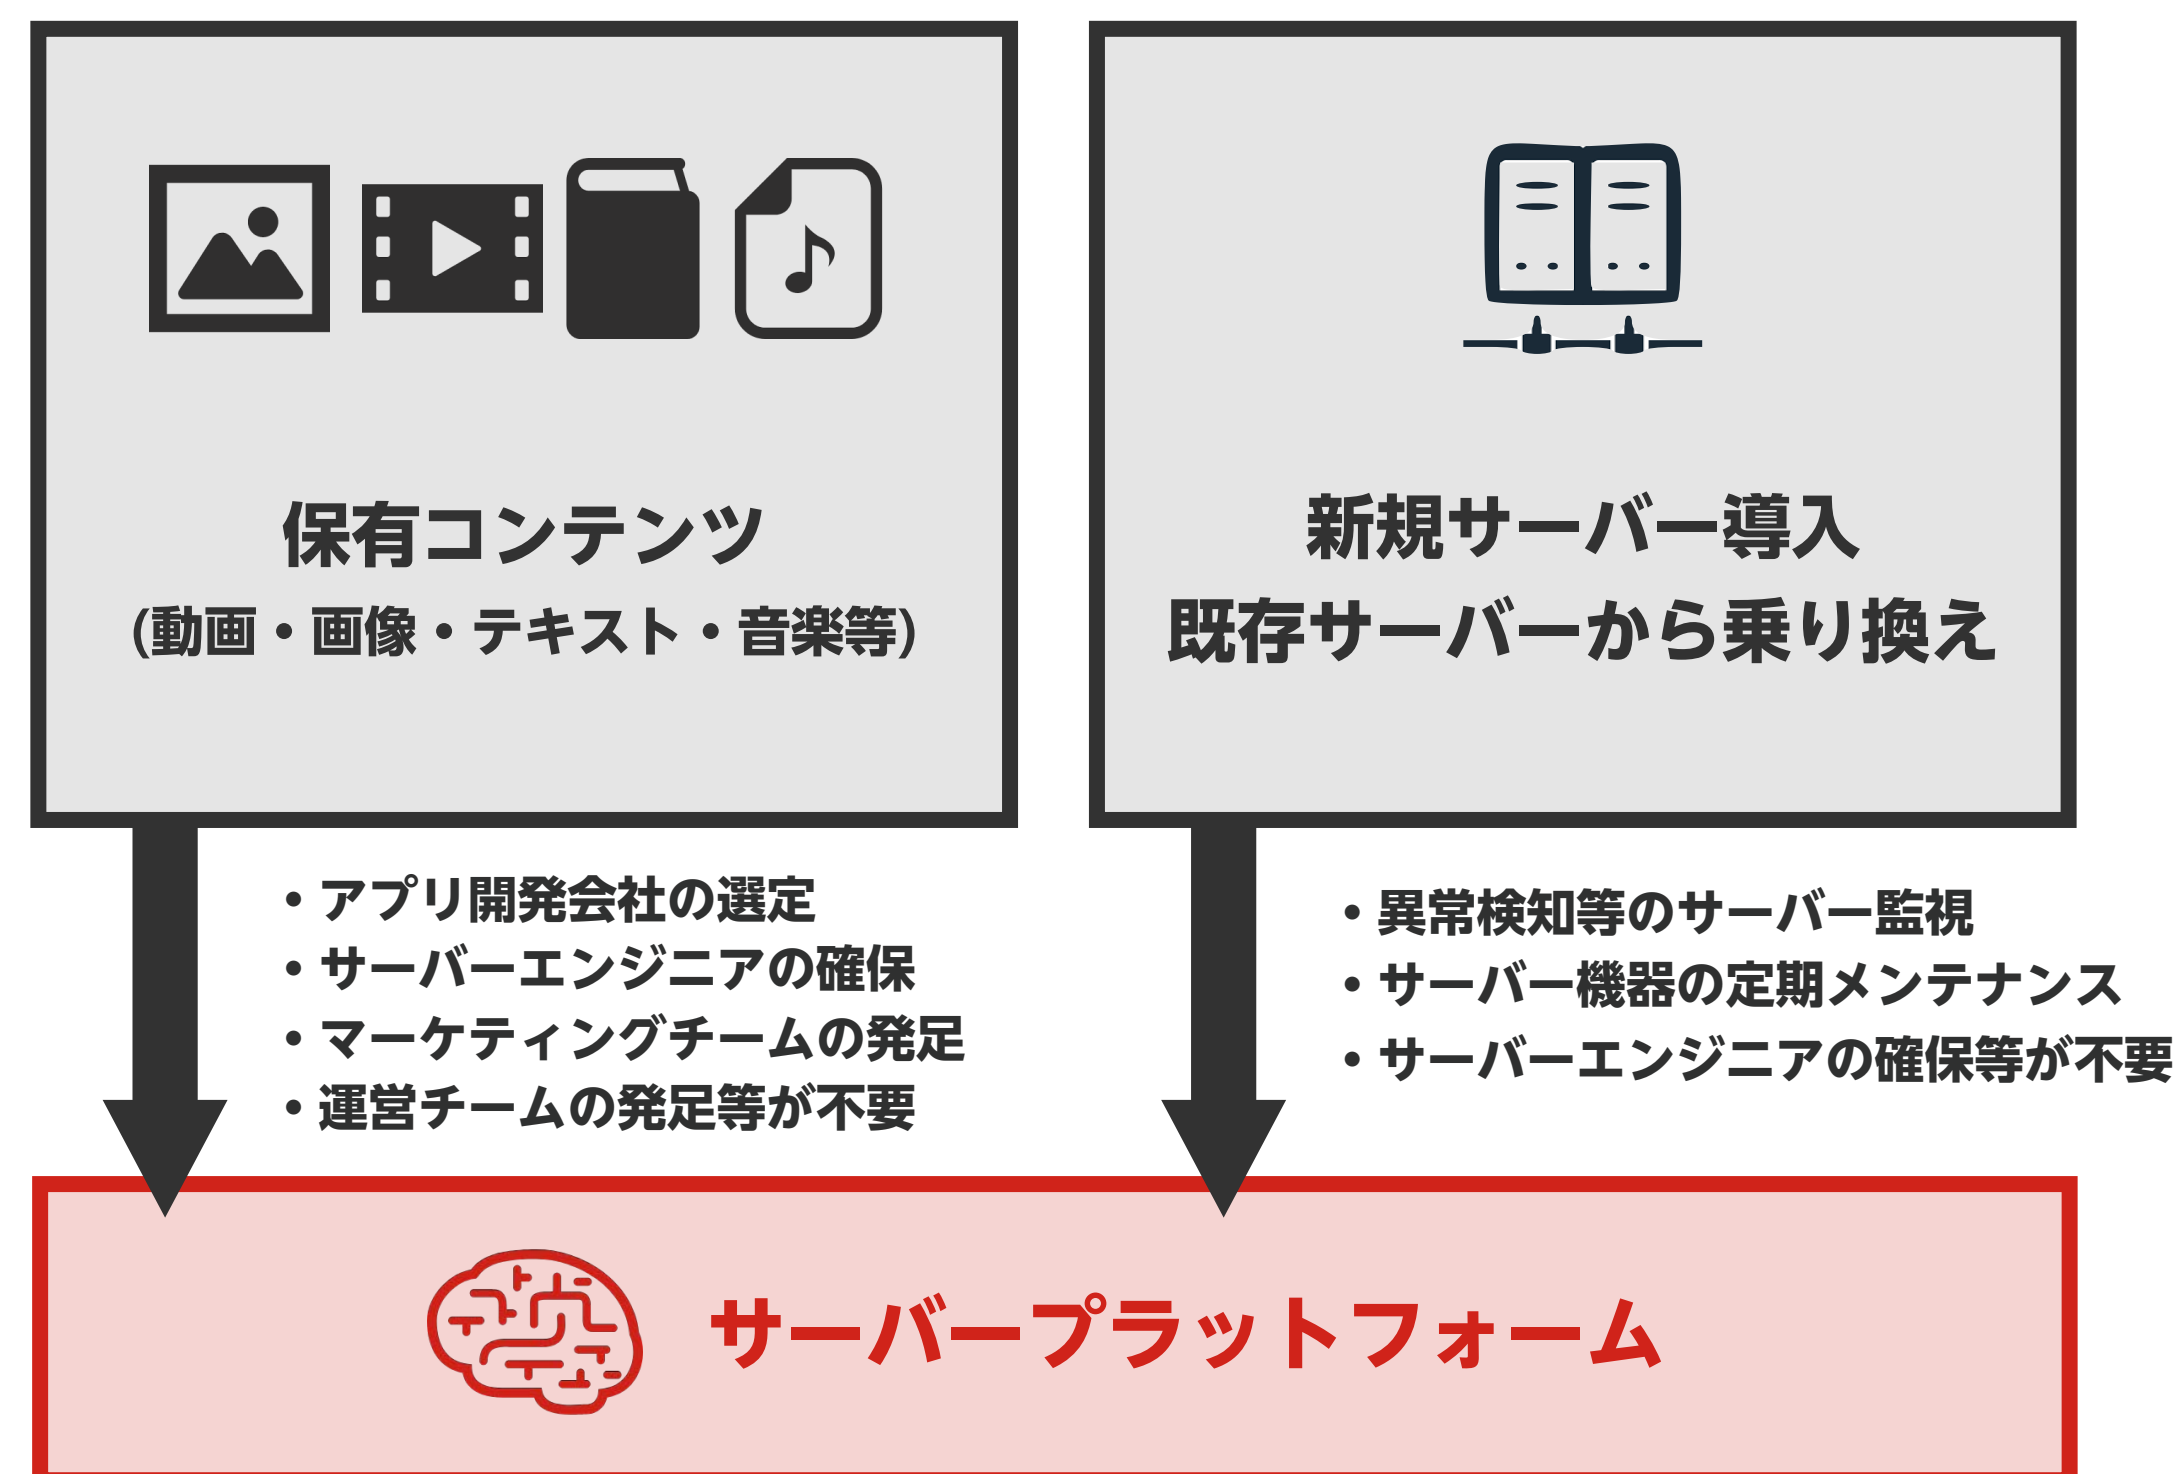 保有コンテンツ
(動画・画像・テキスト・音楽等)
新規サーバー導入
既存サーバーから乗り換え
・アプリ開発会社の選定
・サーバーエンジニアの確保
・マーケティングチームの発足
・運営チームの発足等が不要
・異常検知等のサーバー監視
・サーバー機器の定期メンテナンス
・サーバーエンジニアの確保等が不要
サーバープラットフォーム